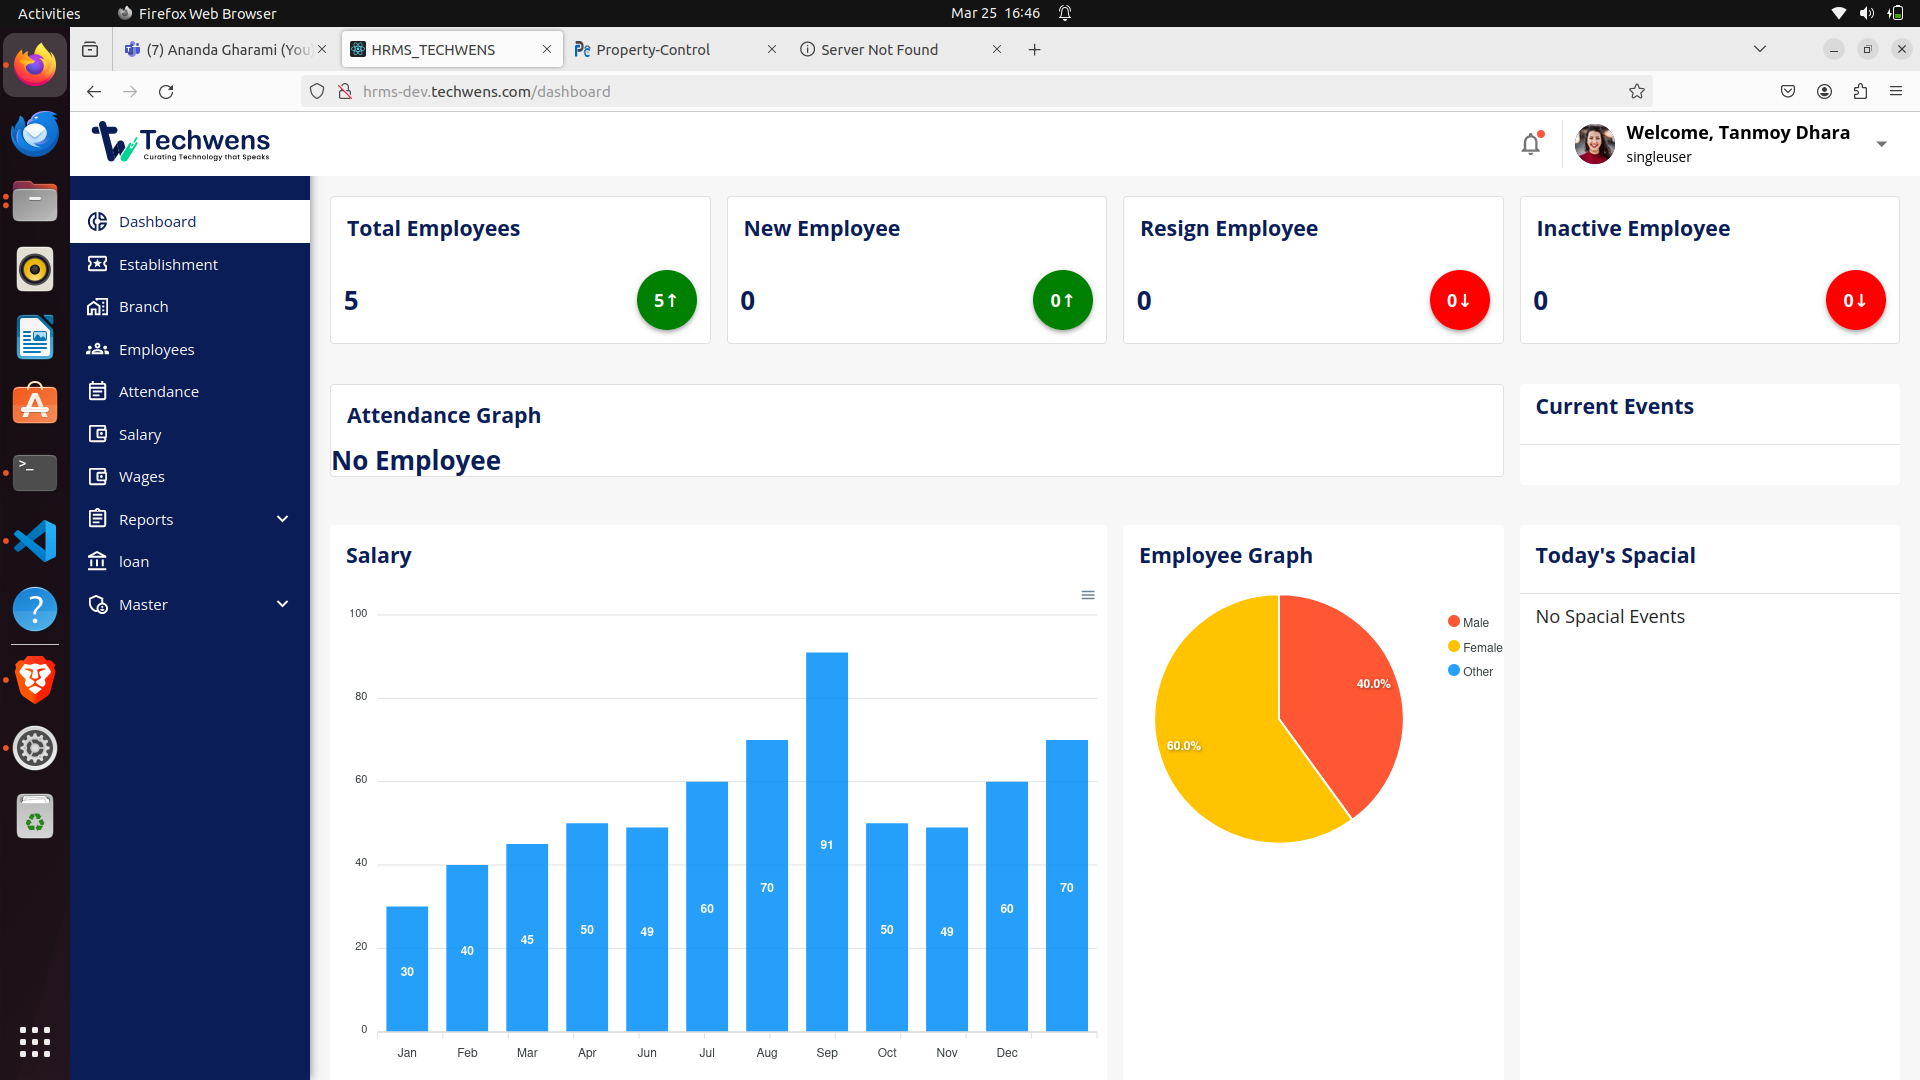 Activities
Firefox Web Browser
Mar 25 16:46
(7) Ananda Gharami (You
HRMS_TECHWENS
Property-Control
Server Not Found
hrms-dev.techwens.com/dashboard
Techwens
Curating Technology that Speaks
Welcome, Tanmoy Dhara
singleuser
Dashboard
Establishment
Branch
Employees
Attendance
Salary
Wages
Reports
loan
Master
Total Employees
5
5↑
New Employee
0
0↑
Resign Employee
0
0↓
Inactive Employee
0
0↓
Attendance Graph
No Employee
Current Events
Salary
100
80
60
40
20
0
30
40
45
50
49
60
70
91
50
49
60
70
Jan
Feb
Mar
Apr
Jun
Jul
Aug
Sep
Oct
Nov
Dec
Employee Graph
40.0%
60.0%
Male
Female
Other
Today's Spacial
No Spacial Events